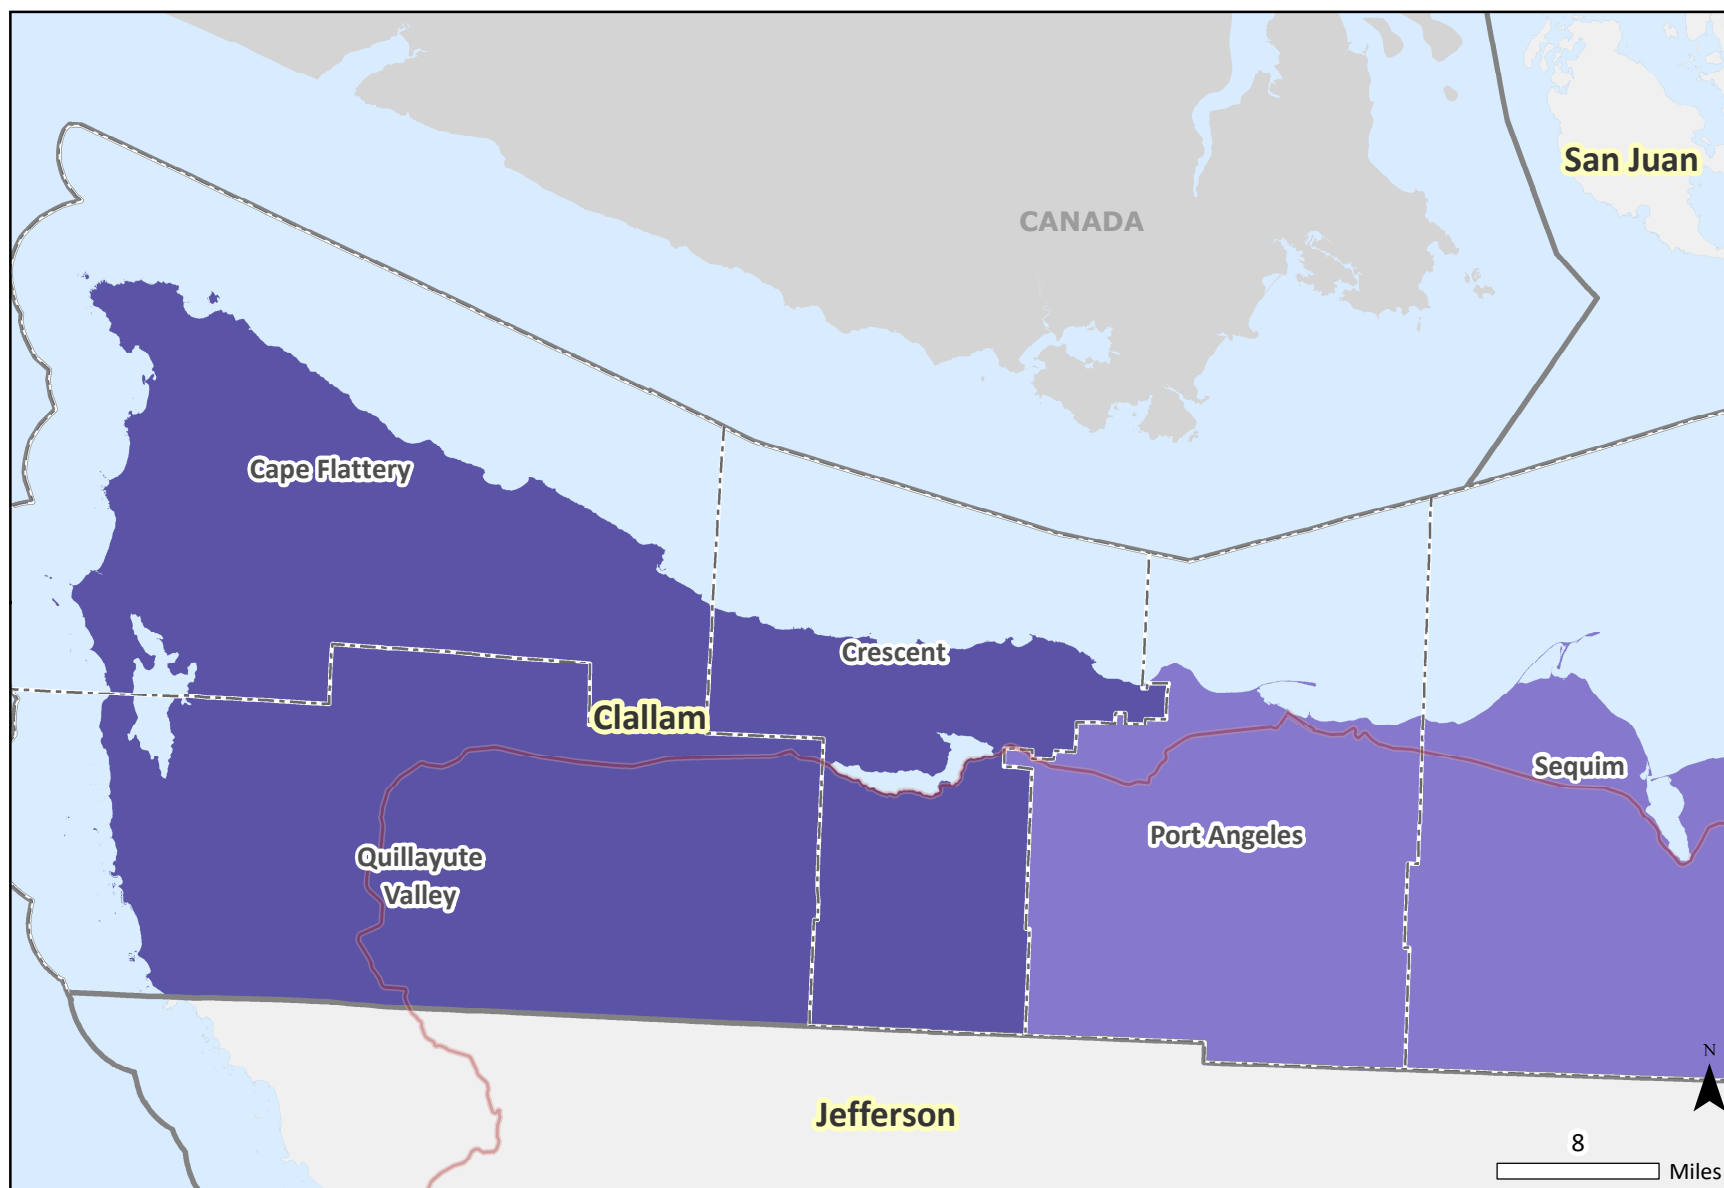 San Juan
CANADA
Cape Flattery
Crescent
Clallam
Sequim
Port Angeles
Quillayute
Valley
N
Jefferson
8
Miles